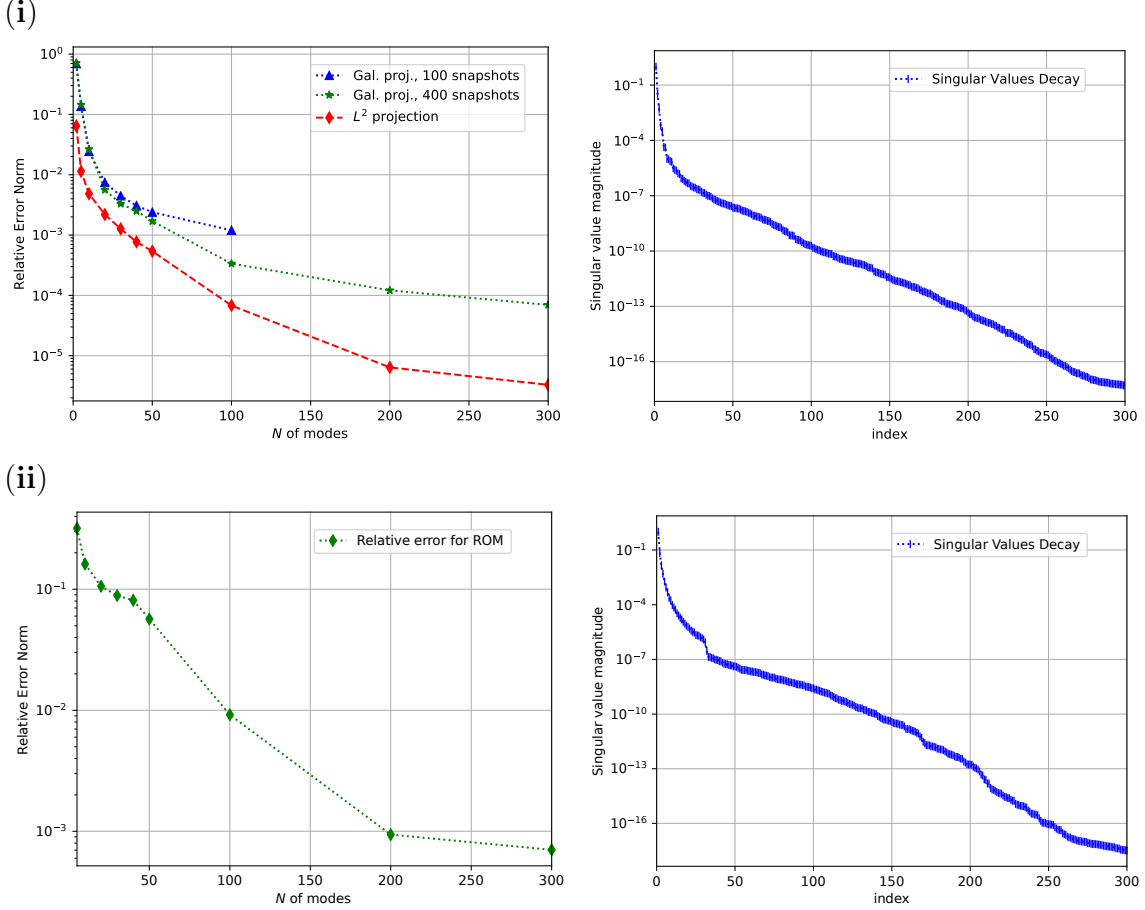 (i)
10⁰
10⁻¹
10⁻²
10⁻³
10⁻⁴
10⁻⁵
Relative Error Norm
Gal. proj., 100 snapshots
Gal. proj., 400 snapshots
L² projection
0 50 100 150 200 250 300
N of modes
10⁻¹
10⁻⁴
10⁻⁷
10⁻¹⁰
10⁻¹³
10⁻¹⁶
Singular value magnitude
Singular Values Decay
0 50 100 150 200 250 300
index
(ii)
10⁻¹
10⁻²
10⁻³
Relative Error Norm
Relative error for ROM
50 100 150 200 250 300
N of modes
10⁻¹
10⁻⁴
10⁻⁷
10⁻¹⁰
10⁻¹³
10⁻¹⁶
Singular value magnitude
Singular Values Decay
0 50 100 150 200 250 300
index